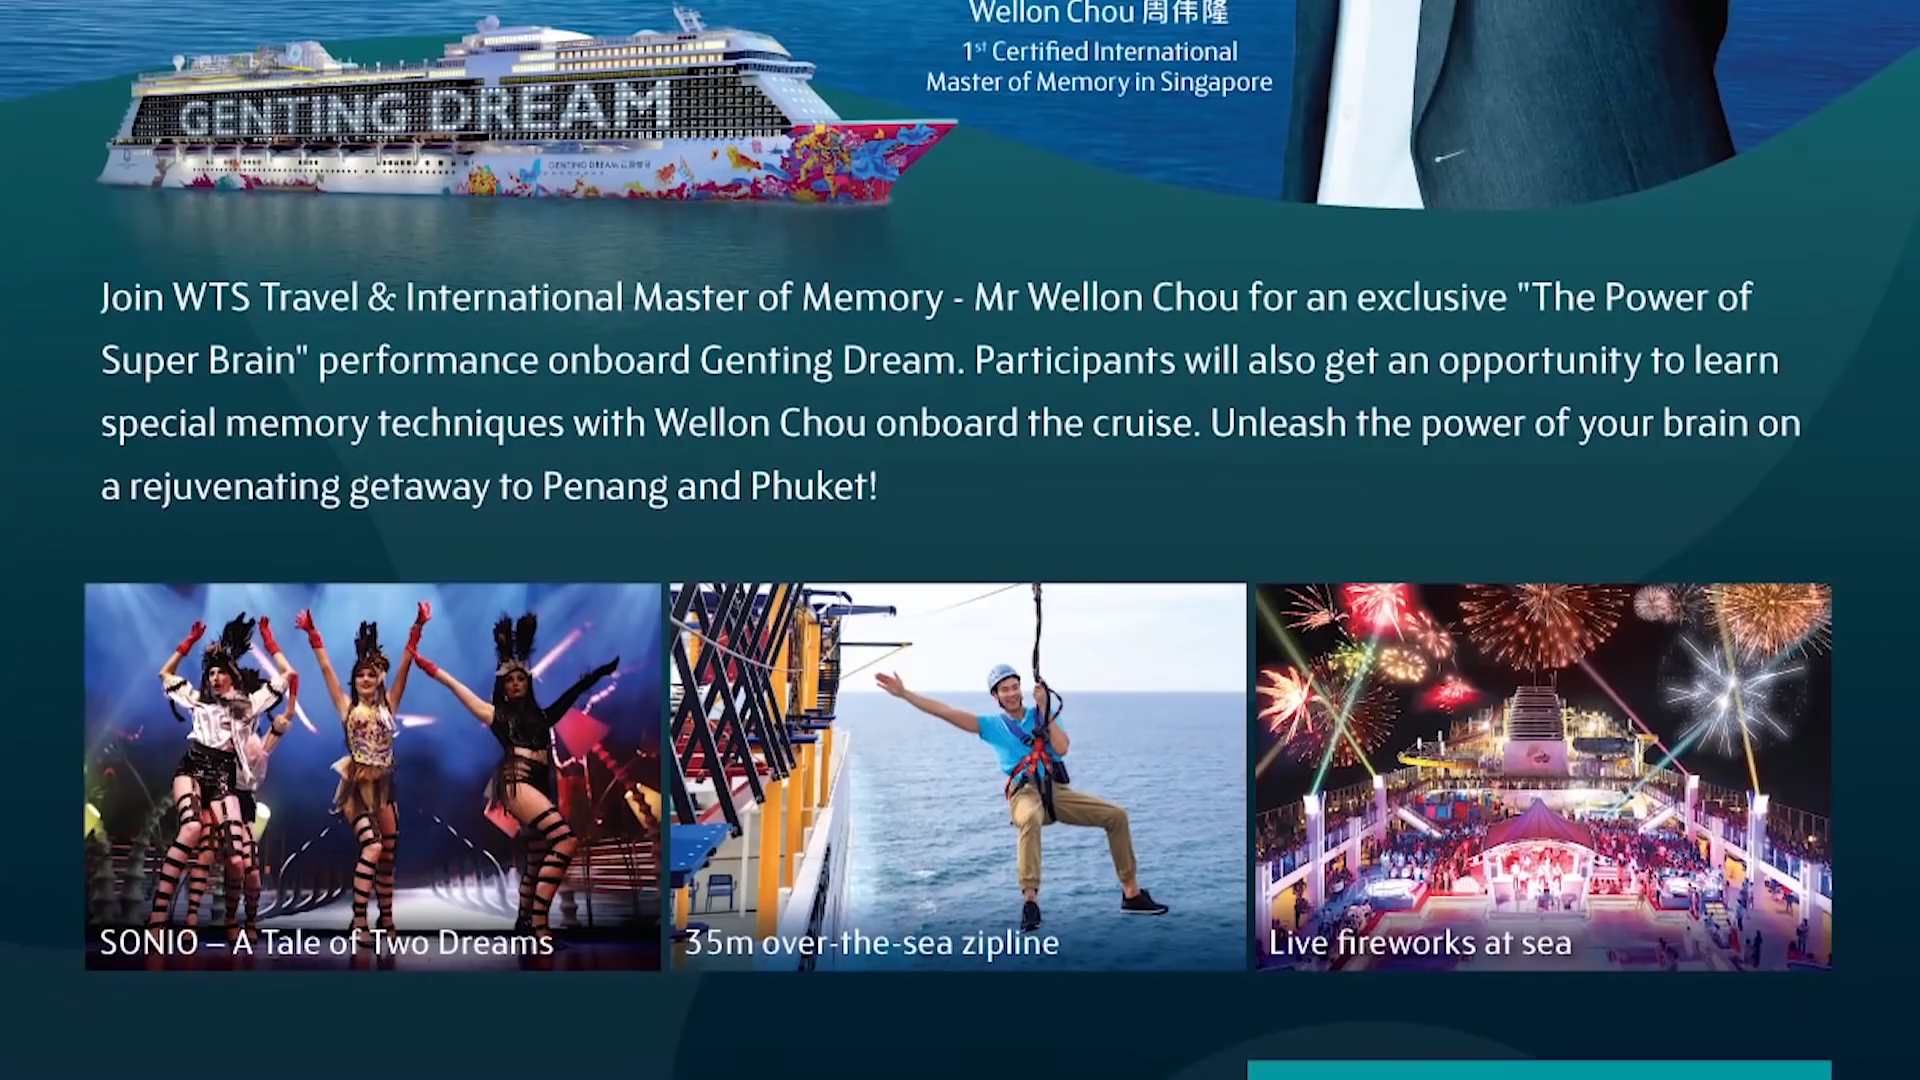 Wellon Chou 周伟隆
1st Certified International
Master of Memory in Singapore
GENTING DREAM
GENTING DREAM
Join WTS Travel & International Master of Memory - Mr Wellon Chou for an exclusive "The Power of
Super Brain" performance onboard Genting Dream. Participants will also get an opportunity to learn
special memory techniques with Wellon Chou onboard the cruise. Unleash the power of your brain on
a rejuvenating getaway to Penang and Phuket!
SONIO – A Tale of Two Dreams
35m over-the-sea zipline
Live fireworks at sea